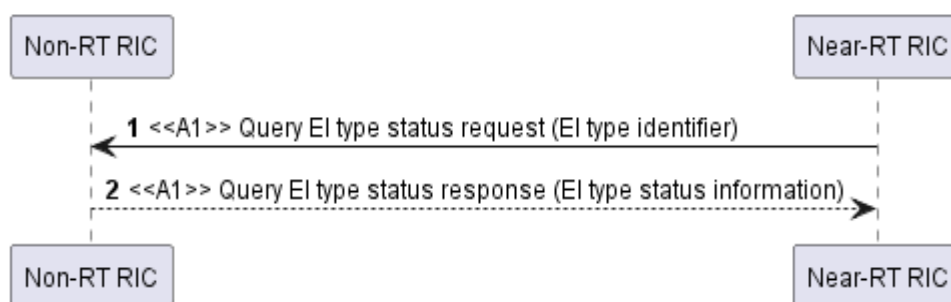 Non-RT RIC
Near-RT RIC
1 <<A1>> Query EI type status request (EI type identifier)
2 <<A1>> Query EI type status response (EI type status information)
Non-RT RIC
Near-RT RIC